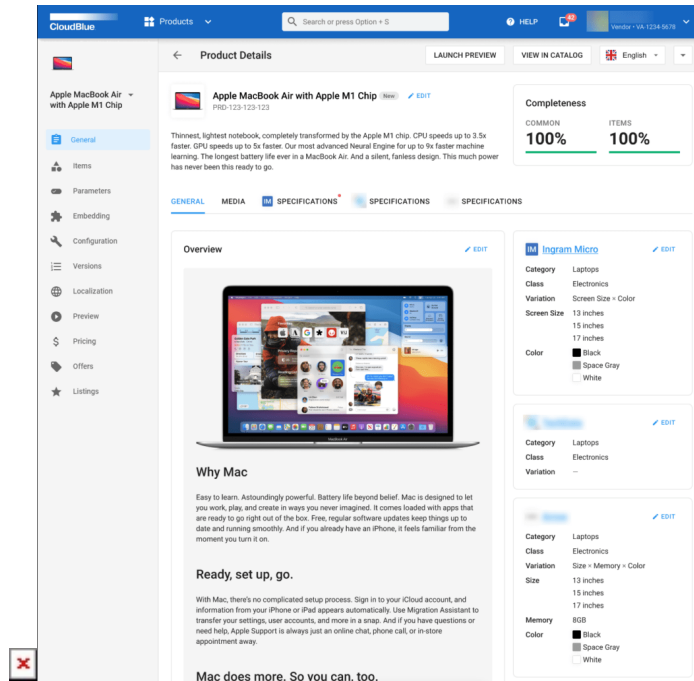 CloudBlue
Products
Search or press Option + S
HELP
42
Vendor • VA-1234-5678
Product Details
LAUNCH PREVIEW
VIEW IN CATALOG
English
Apple MacBook Air
with Apple M1 Chip
General
Items
Parameters
Embedding
Configuration
Versions
Localization
Preview
Pricing
Offers
Listings
Apple MacBook Air with Apple M1 Chip
New
EDIT
PRD-123-123-123
Thinnest, lightest notebook, completely transformed by the Apple M1 chip. CPU speeds up to 3.5x
faster. GPU speeds up to 5x faster. Our most advanced Neural Engine for up to 9x faster machine
learning. The longest battery life ever in a MacBook Air. And a silent, fanless design. This much power
has never been this ready to go.
Completeness
COMMON
100%
ITEMS
100%
GENERAL
MEDIA
IM SPECIFICATIONS*
SPECIFICATIONS
SPECIFICATIONS
Overview
EDIT
MacBook Air
Why Mac
Easy to learn. Astoundingly powerful. Battery life beyond belief. Mac is designed to let
you work, play, and create in ways you never imagined. It comes loaded with apps that
are ready to go right out of the box. Free, regular software updates keep things up to
date and running smoothly. And if you already have an iPhone, it feels familiar from the
moment you turn it on.
Ready, set up, go.
With Mac, there's no complicated setup process. Sign in to your iCloud account, and
information from your iPhone or iPad appears automatically. Use Migration Assistant to
transfer your settings, user accounts, and more in a snap. And if you have questions or
need help, Apple Support is always just an online chat, phone call, or in-store
appointment away.
Mac does more. So you can, too.
IM Ingram Micro
EDIT
Category Laptops
Class Electronics
Variation Screen Size × Color
Screen Size 13 inches
15 inches
17 inches
Color Black
Space Gray
White
EDIT
Category Laptops
Class Electronics
Variation –
EDIT
Category Laptops
Class Electronics
Variation Size × Memory × Color
Size 13 inches
15 inches
17 inches
Memory 8GB
Color Black
Space Gray
White